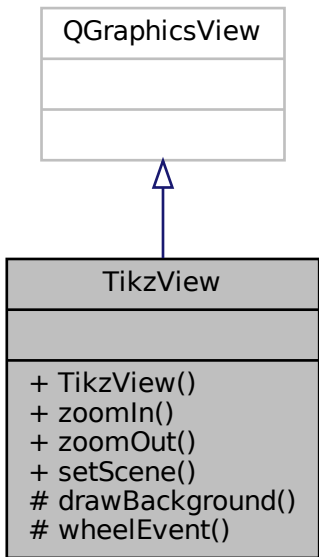 QGraphicsView
TikzView
+ TikzView()
+ zoomIn()
+ zoomOut()
+ setScene()
# drawBackground()
# wheelEvent()